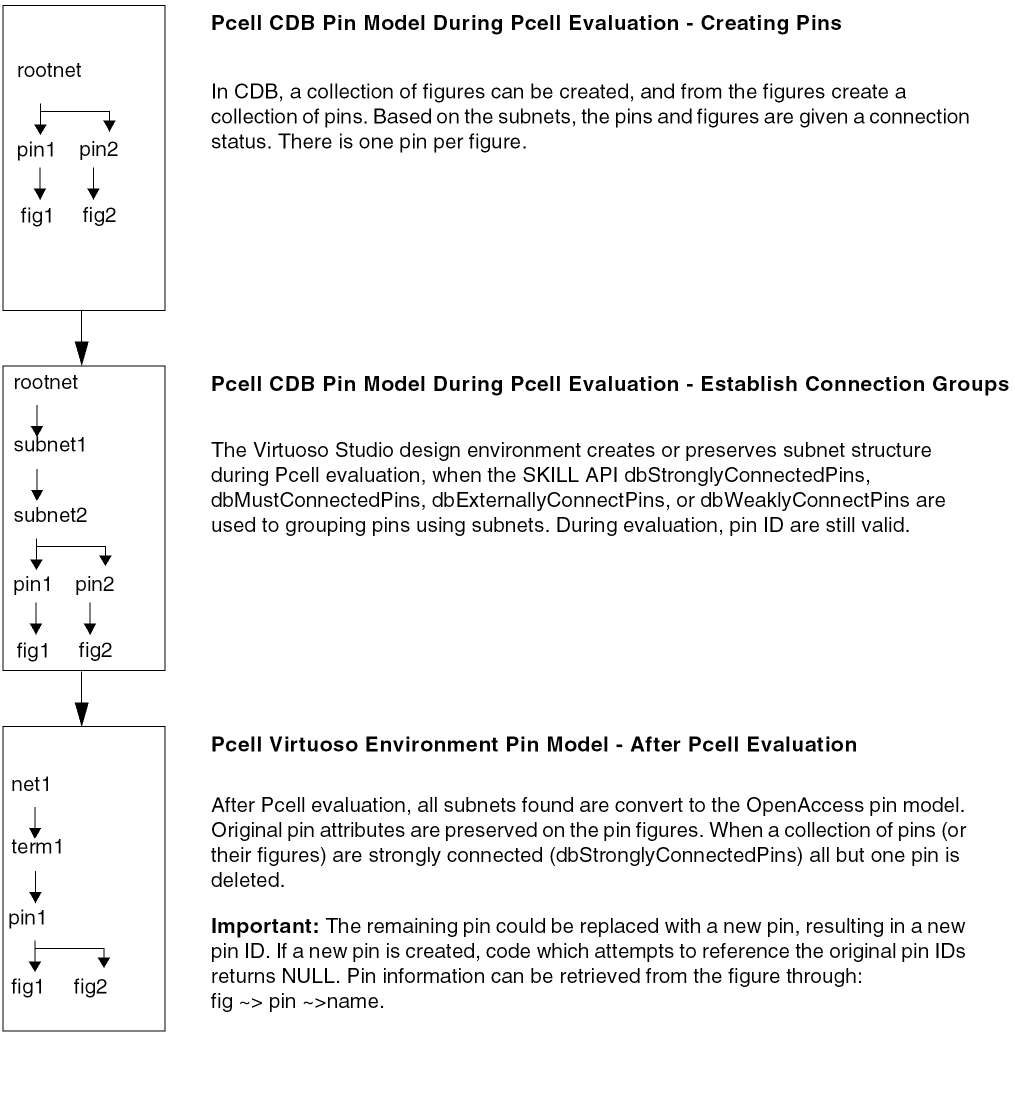 Pcell CDB Pin Model During Pcell Evaluation - Creating Pins
rootnet
In CDB, a collection of figures can be created, and from the figures create a
collection of pins. Based on the subnets, the pins and figures are given a connection
status. There is one pin per figure.
pin1 pin2
fig1 fig2
rootnet
Pcell CDB Pin Model During Pcell Evaluation - Establish Connection Groups
subnet1
The Virtuoso Studio design environment creates or preserves subnet structure
during Pcell evaluation, when the SKILL API dbStronglyConnectedPins,
dbMustConnectedPins, dbExternallyConnectPins, or dbWeaklyConnectPins are
used to grouping pins using subnets. During evaluation, pin ID are still valid.
subnet2
pin1 pin2
fig1 fig2
Pcell Virtuoso Environment Pin Model - After Pcell Evaluation
net1
After Pcell evaluation, all subnets found are convert to the OpenAccess pin model.
Original pin attributes are preserved on the pin figures. When a collection of pins (or
their figures) are strongly connected (dbStronglyConnectedPins) all but one pin is
deleted.
term1
pin1
Important: The remaining pin could be replaced with a new pin, resulting in a new
pin ID. If a new pin is created, code which attempts to reference the original pin IDs
returns NULL. Pin information can be retrieved from the figure through:
fig ~> pin ~>name.
fig1 fig2